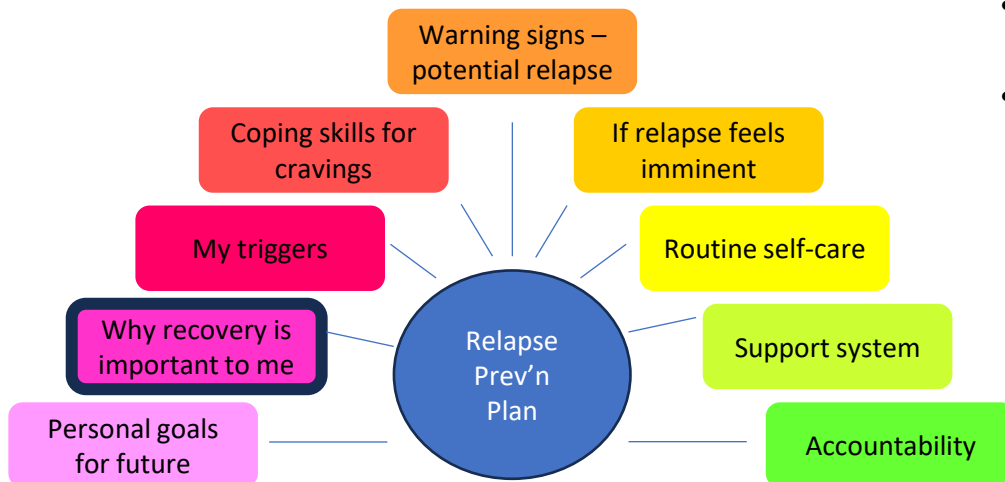 Warning signs –
potential relapse
Coping skills for
cravings
If relapse feels
imminent
My triggers
Routine self-care
Why recovery is
important to me
Relapse
Prev’n
Plan
Support system
Personal goals
for future
Accountability